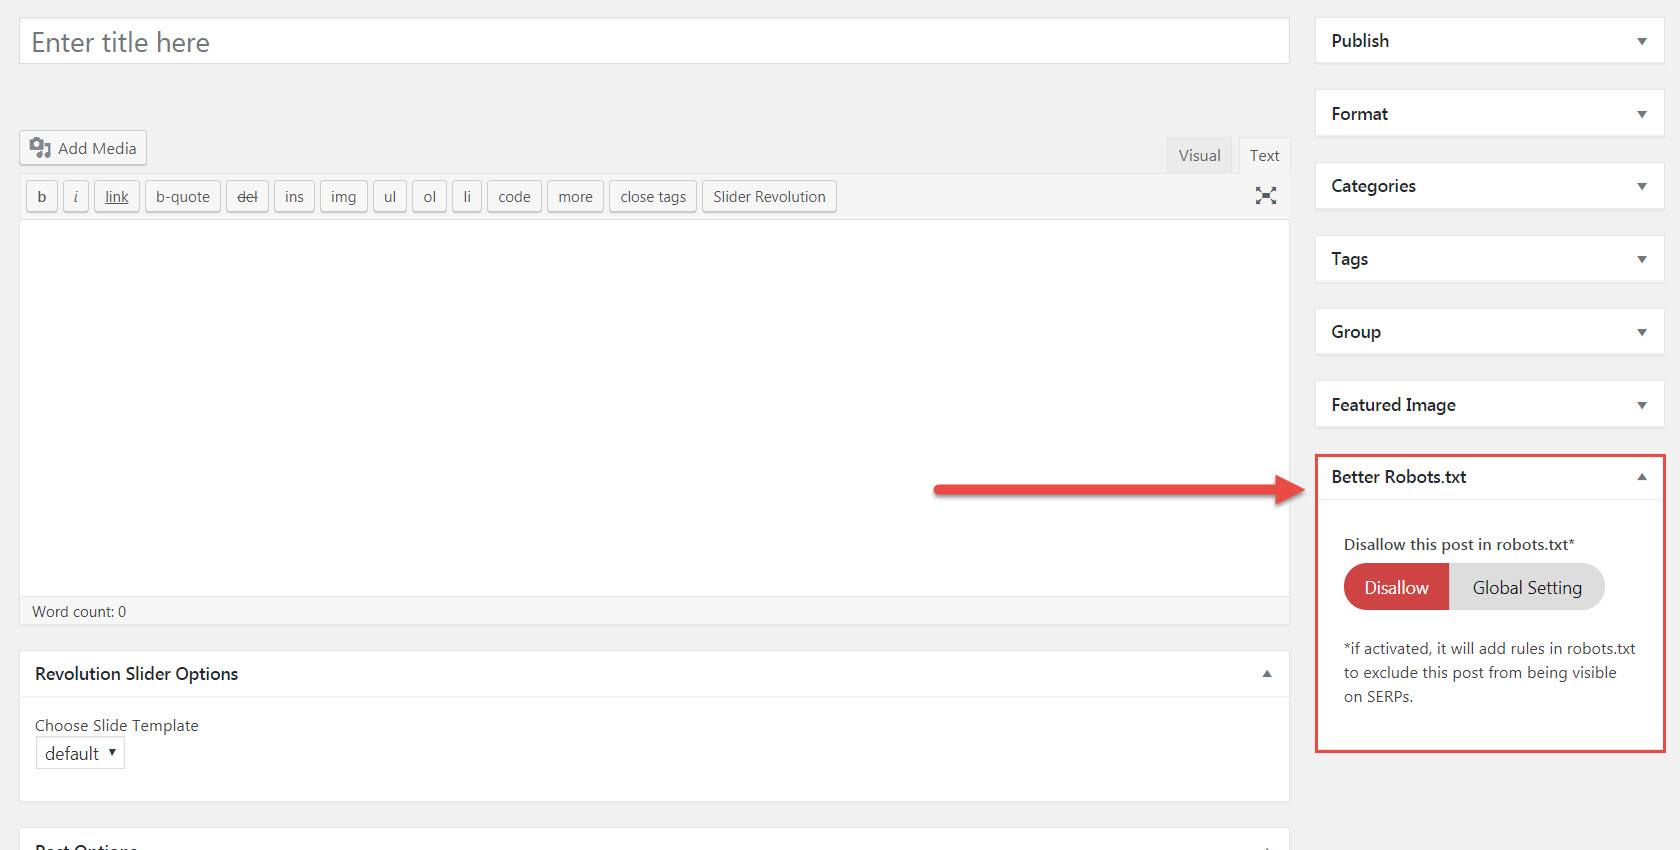 Enter title here
Add Media
Visual
Text
b
i
link
b-quote
del
ins
img
ul
ol
li
code
more
close tags
Slider Revolution
Word count: 0
Revolution Slider Options
Choose Slide Template
default
Post Options
Publish
Format
Categories
Tags
Group
Featured Image
Better Robots.txt
Disallow this post in robots.txt*
Disallow
Global Setting
*if activated, it will add rules in robots.txt
to exclude this post from being visible
on SERPs.